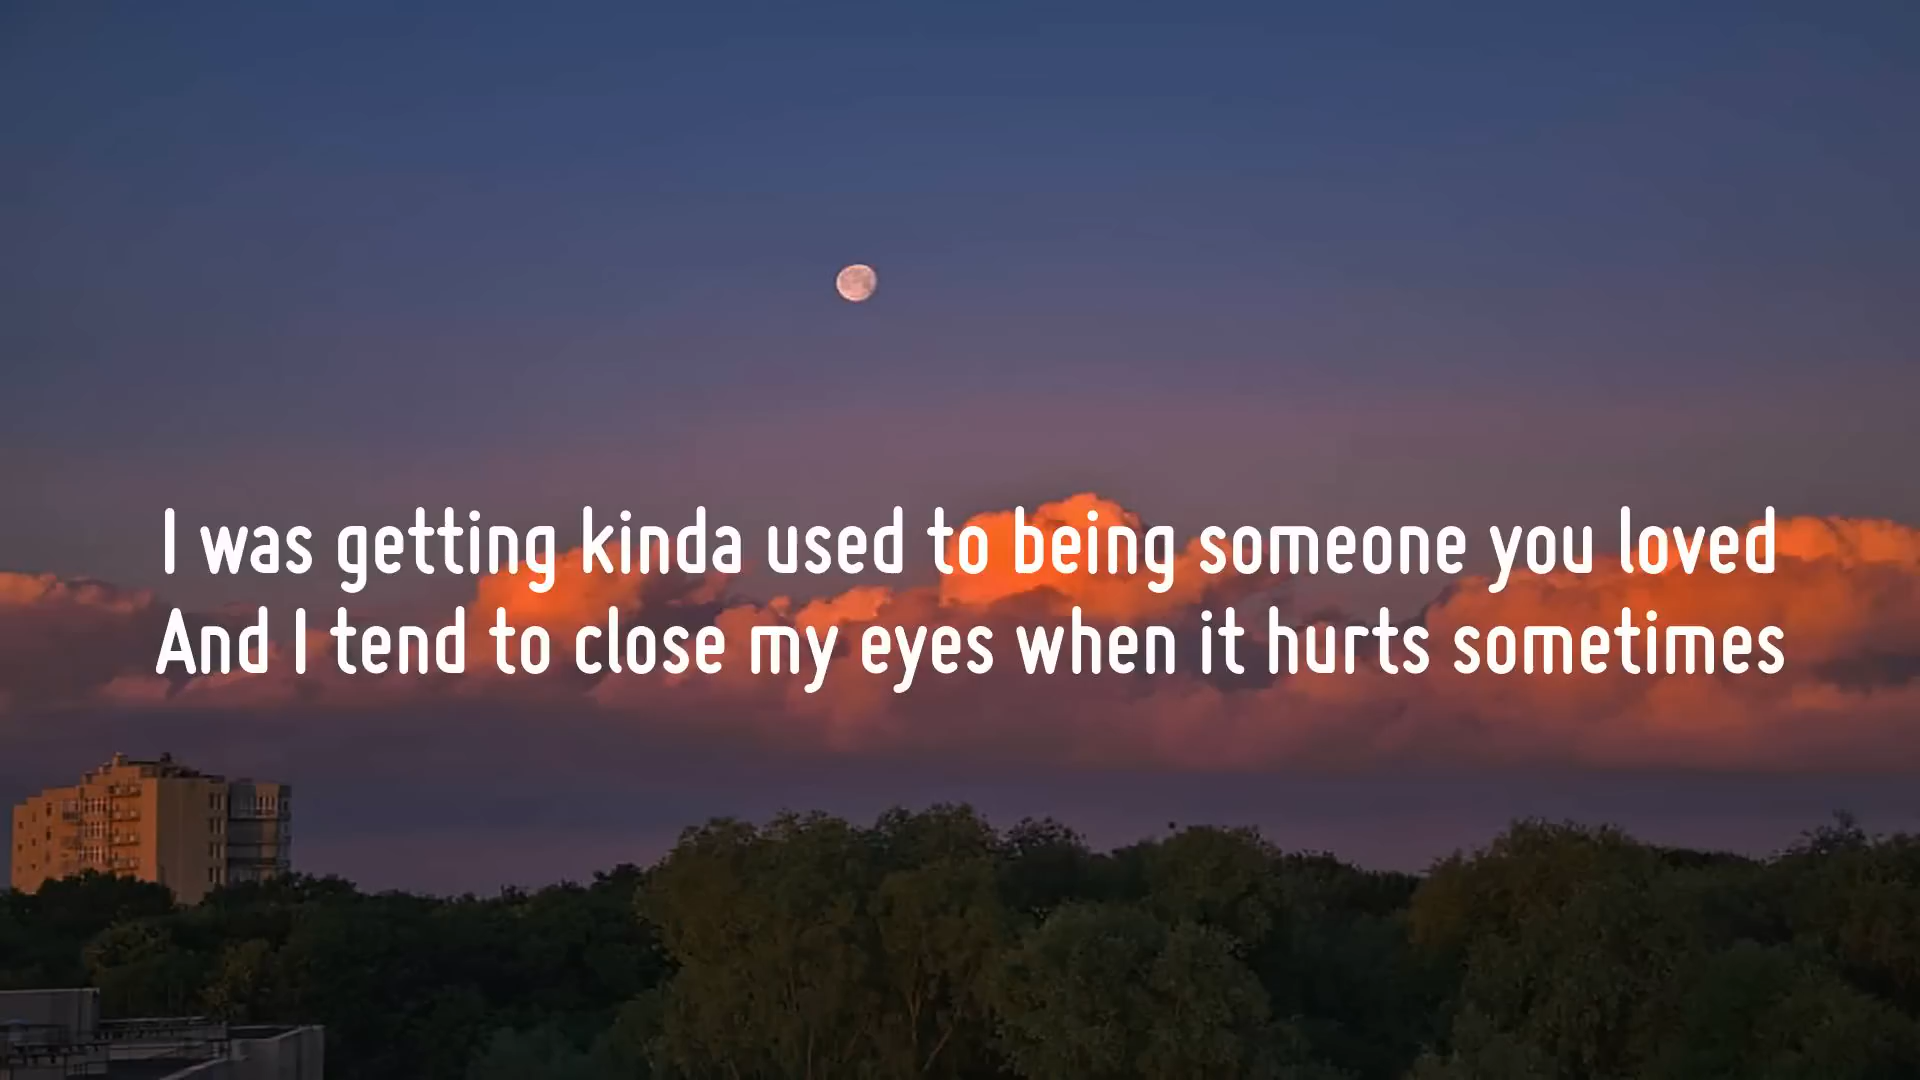 I was getting kinda used to being someone you loved
And I tend to close my eyes when it hurts sometimes